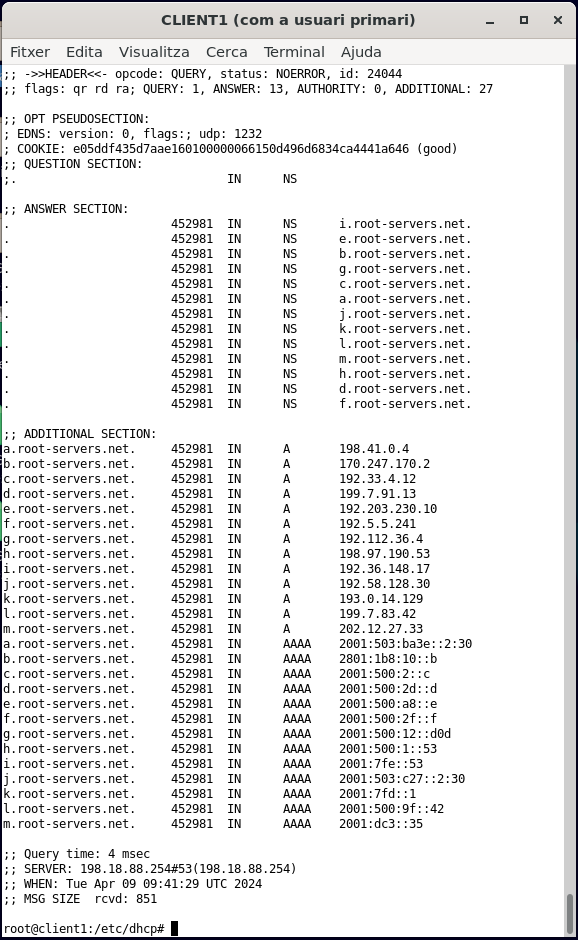 CLIENT1 (com a usuari primari)
Fitxer Edita Visualitza Cerca Terminal Ajuda
;; ->>HEADER<<- opcode: QUERY, status: NOERROR, id: 24044
;; flags: qr rd ra; QUERY: 1, ANSWER: 13, AUTHORITY: 0, ADDITIONAL: 27
;; OPT PSEUDOSECTION:
; EDNS: version: 0, flags:; udp: 1232
; COOKIE: e05ddf435d7aae160100000066150d496d6834ca4441a646 (good)
;; QUESTION SECTION:
;. IN NS
;; ANSWER SECTION:
. 452981 IN NS i.root-servers.net.
. 452981 IN NS e.root-servers.net.
. 452981 IN NS b.root-servers.net.
. 452981 IN NS g.root-servers.net.
. 452981 IN NS c.root-servers.net.
. 452981 IN NS a.root-servers.net.
. 452981 IN NS j.root-servers.net.
. 452981 IN NS k.root-servers.net.
. 452981 IN NS l.root-servers.net.
. 452981 IN NS m.root-servers.net.
. 452981 IN NS h.root-servers.net.
. 452981 IN NS d.root-servers.net.
. 452981 IN NS f.root-servers.net.
;; ADDITIONAL SECTION:
a.root-servers.net. 452981 IN A 198.41.0.4
b.root-servers.net. 452981 IN A 170.247.170.2
c.root-servers.net. 452981 IN A 192.33.4.12
d.root-servers.net. 452981 IN A 199.7.91.13
e.root-servers.net. 452981 IN A 192.203.230.10
f.root-servers.net. 452981 IN A 192.5.5.241
g.root-servers.net. 452981 IN A 192.112.36.4
h.root-servers.net. 452981 IN A 198.97.190.53
i.root-servers.net. 452981 IN A 192.36.148.17
j.root-servers.net. 452981 IN A 192.58.128.30
k.root-servers.net. 452981 IN A 193.0.14.129
l.root-servers.net. 452981 IN A 199.7.83.42
m.root-servers.net. 452981 IN A 202.12.27.33
a.root-servers.net. 452981 IN AAAA 2001:503:ba3e::2:30
b.root-servers.net. 452981 IN AAAA 2801:1b8:10::b
c.root-servers.net. 452981 IN AAAA 2001:500:2::c
d.root-servers.net. 452981 IN AAAA 2001:500:2d::d
e.root-servers.net. 452981 IN AAAA 2001:500:a8::e
f.root-servers.net. 452981 IN AAAA 2001:500:2f::f
g.root-servers.net. 452981 IN AAAA 2001:500:12::d0d
h.root-servers.net. 452981 IN AAAA 2001:500:1::53
i.root-servers.net. 452981 IN AAAA 2001:7fe::53
j.root-servers.net. 452981 IN AAAA 2001:503:c27::2:30
k.root-servers.net. 452981 IN AAAA 2001:7fd::1
l.root-servers.net. 452981 IN AAAA 2001:500:9f::42
m.root-servers.net. 452981 IN AAAA 2001:dc3::35
;; Query time: 4 msec
;; SERVER: 198.18.88.254#53(198.18.88.254)
;; WHEN: Tue Apr 09 09:41:29 UTC 2024
;; MSG SIZE rcvd: 851
root@client1:/etc/dhcp#